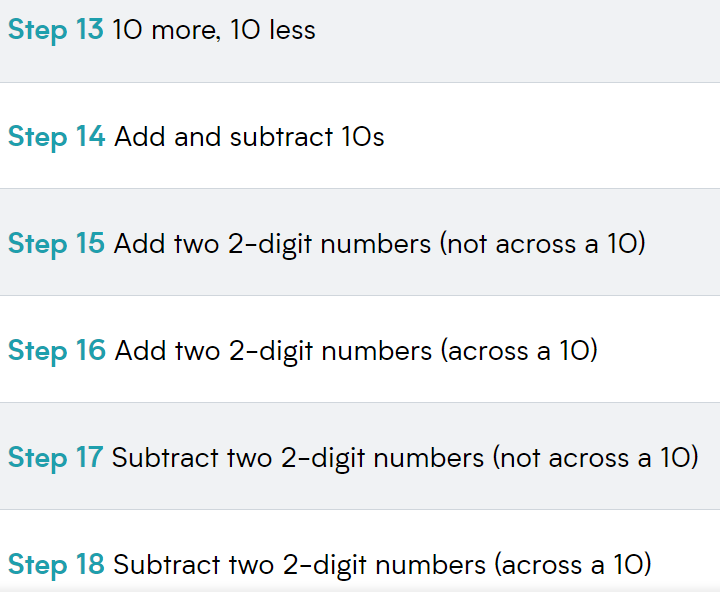 Step 13 10 more, 10 less
Step 14 Add and subtract 10s
Step 15 Add two 2-digit numbers (not across a 10)
Step 16 Add two 2-digit numbers (across a 10)
Step 17 Subtract two 2-digit numbers (not across a 10)
Step 18 Subtract two 2-digit numbers (across a 10)